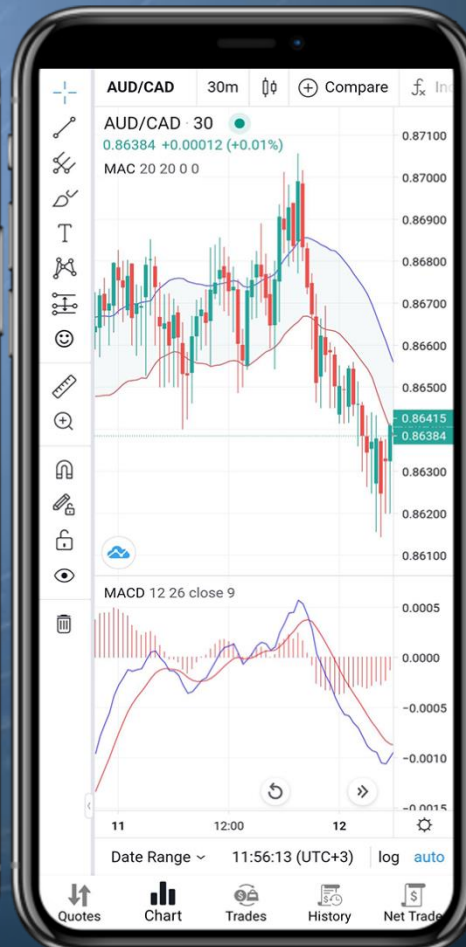 AUD/CAD 30m Compare
AUD/CAD · 30
0.86384 +0.00012 (+0.01%)
MAC 20 20 0 0
0.87100
0.87000
0.86900
0.86800
0.86700
0.86600
0.86500
0.86415
0.86384
0.86300
0.86200
0.86100
MACD 12 26 close 9
0.0005
0.0000
−0.0005
−0.0010
−0.0015
11 12:00 12
Date Range 11:56:13 (UTC+3) log auto
Quotes Chart Trades History Net Trade